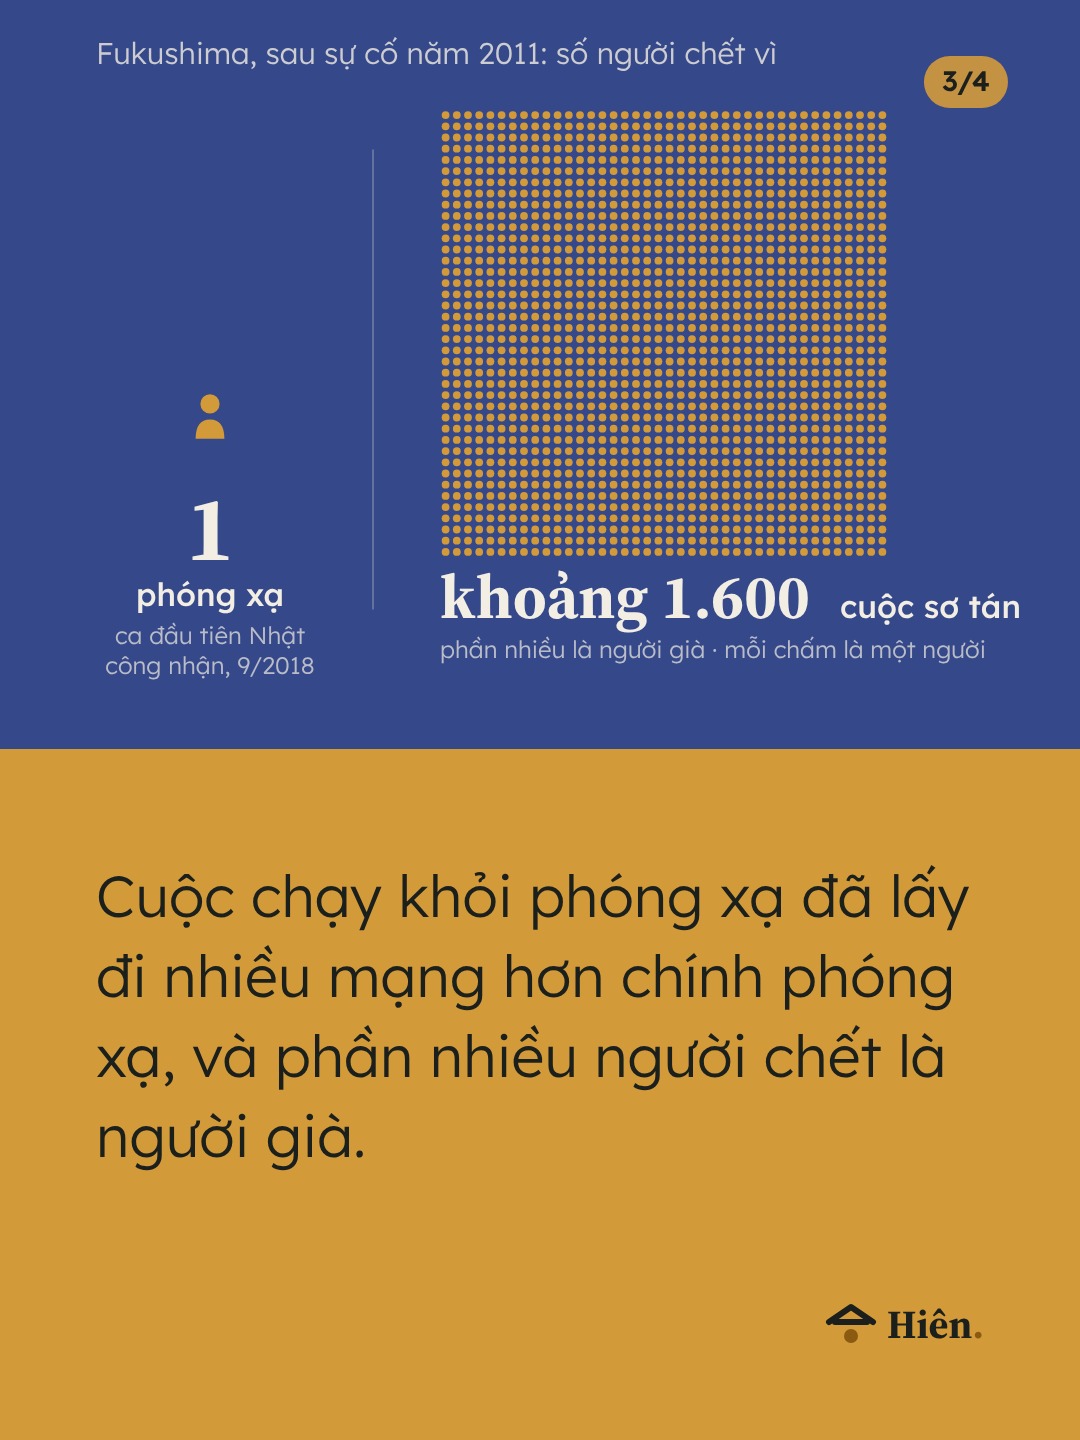 Fukushima, sau sự cố năm 2011: số người chết vì
3/4
1
phóng xạ
ca đầu tiên Nhật
công nhận, 9/2018
khoảng 1.600 cuộc sơ tán
phần nhiều là người già · mỗi chấm là một người
Cuộc chạy khỏi phóng xạ đã lấy
đi nhiều mạng hơn chính phóng
xạ, và phần nhiều người chết là
người già.
Hiên.